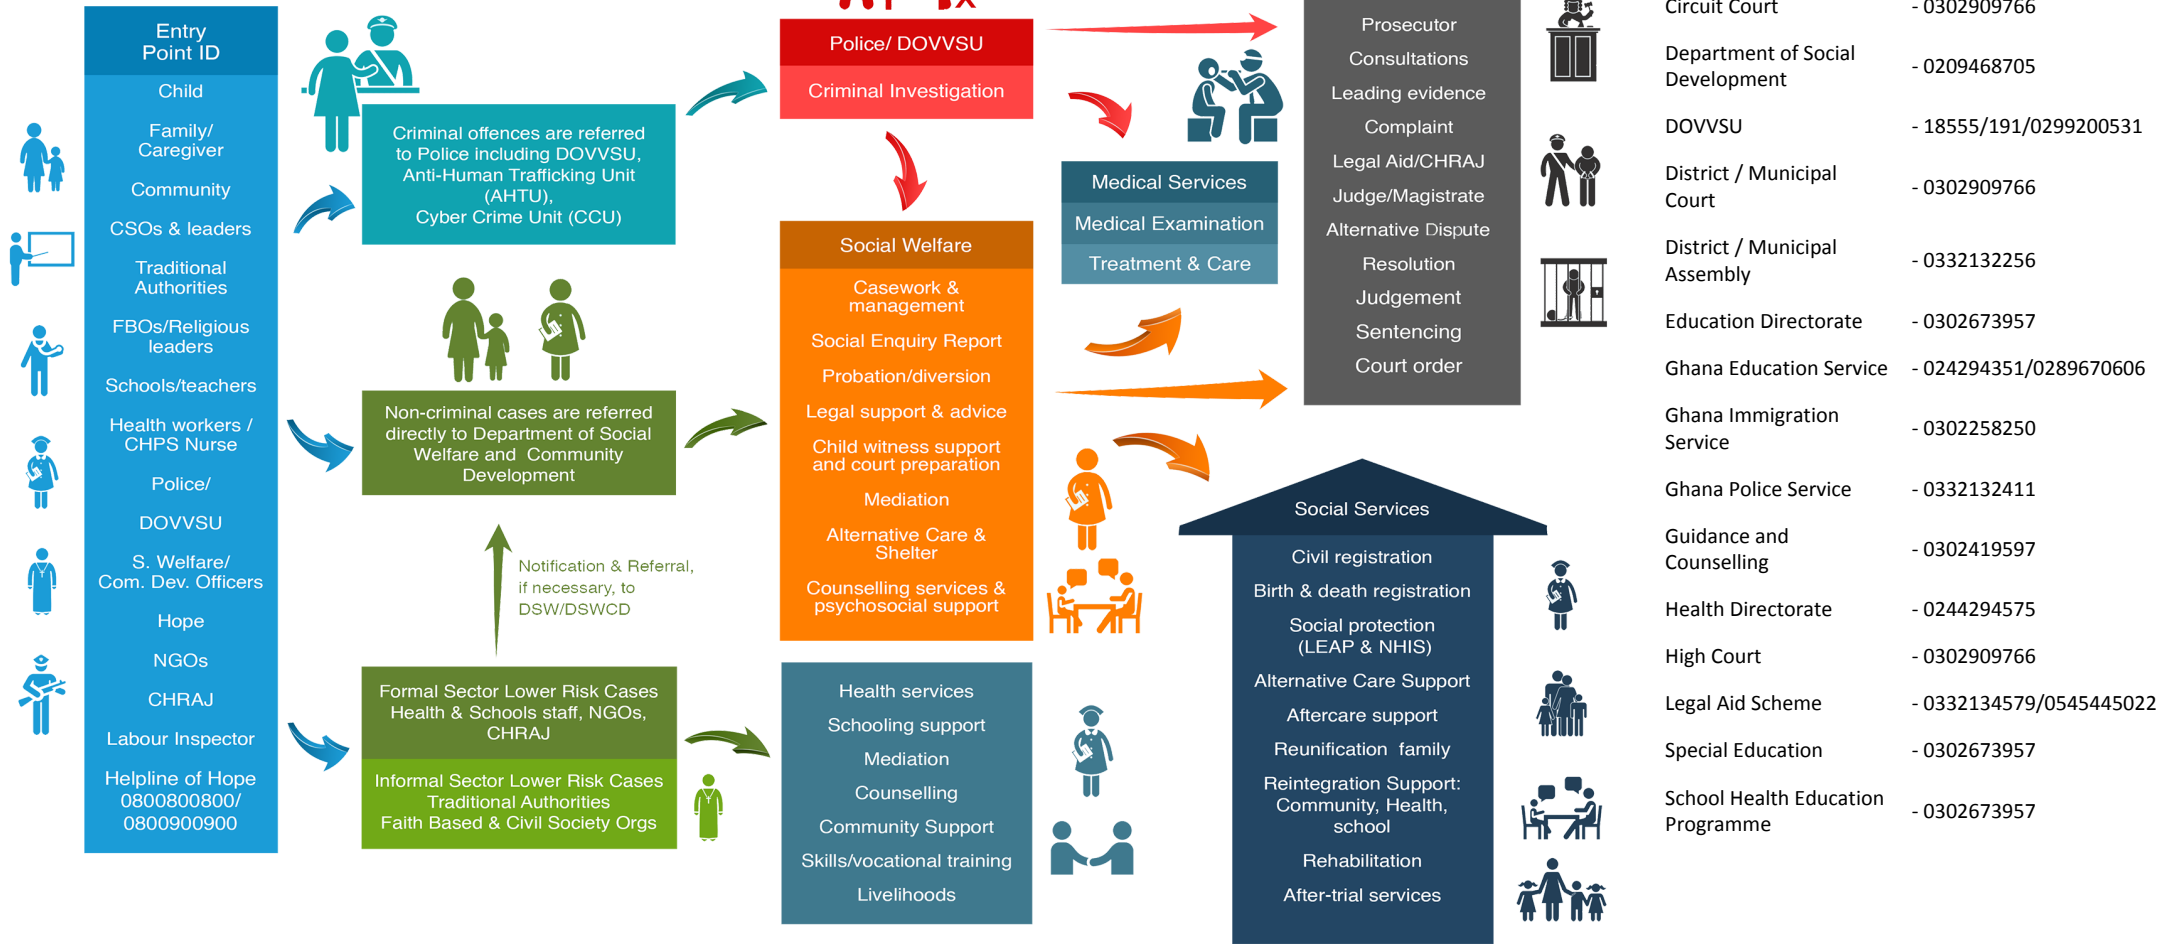 Entry
Point ID
Child
Family/
Caregiver
Community
CSOs & leaders
Traditional
Authorities
FBOs/Religious
leaders
Schools/teachers
Health workers /
CHPS Nurse
Police/
DOVVSU
S. Welfare/
Com. Dev. Officers
Hope
NGOs
CHRAJ
Labour Inspector
Helpline of Hope
0800800800/
0800900900
Criminal offences are referred
to Police including DOVVSU,
Anti-Human Trafficking Unit
(AHTU),
Cyber Crime Unit (CCU)
Non-criminal cases are referred
directly to Department of Social
Welfare and Community
Development
Notification & Referral,
if necessary, to
DSW/DSWCD
Formal Sector Lower Risk Cases
Health & Schools staff, NGOs,
CHRAJ
Informal Sector Lower Risk Cases
Traditional Authorities
Faith Based & Civil Society Orgs
Police/ DOVVSU
Criminal Investigation
Social Welfare
Casework &
management
Social Enquiry Report
Probation/diversion
Legal support & advice
Child witness support
and court preparation
Mediation
Alternative Care &
Shelter
Counselling services &
psychosocial support
Health services
Schooling support
Mediation
Counselling
Community Support
Skills/vocational training
Livelihoods
Medical Services
Medical Examination
Treatment & Care
Prosecutor
Consultations
Leading evidence
Complaint
Legal Aid/CHRAJ
Judge/Magistrate
Alternative Dispute
Resolution
Judgement
Sentencing
Court order
Social Services
Civil registration
Birth & death registration
Social protection
(LEAP & NHIS)
Alternative Care Support
Aftercare support
Reunification family
Reintegration Support:
Community, Health,
school
Rehabilitation
After-trial services
Circuit Court - 0302909766
Department of Social
Development - 0209468705
DOVVSU - 18555/191/0299200531
District / Municipal
Court - 0302909766
District / Municipal
Assembly - 0332132256
Education Directorate - 0302673957
Ghana Education Service - 024294351/0289670606
Ghana Immigration
Service - 0302258250
Ghana Police Service - 0332132411
Guidance and
Counselling - 0302419597
Health Directorate - 0244294575
High Court - 0302909766
Legal Aid Scheme - 0332134579/0545445022
Special Education - 0302673957
School Health Education
Programme - 0302673957